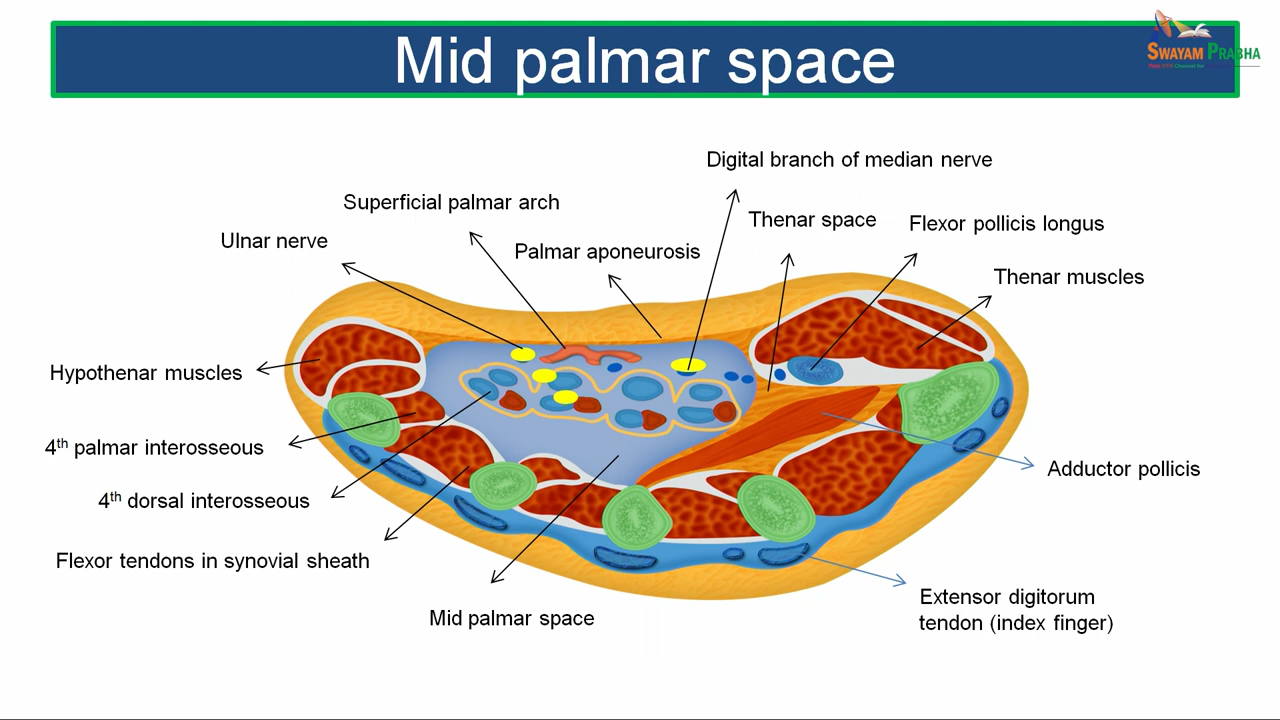 Mid palmar space
SWAYAM PRABHA
Digital branch of median nerve
Superficial palmar arch
Thenar space
Flexor pollicis longus
Ulnar nerve
Palmar aponeurosis
Thenar muscles
Hypothenar muscles
4th palmar interosseous
Adductor pollicis
4th dorsal interosseous
Flexor tendons in synovial sheath
Extensor digitorum
tendon (index finger)
Mid palmar space